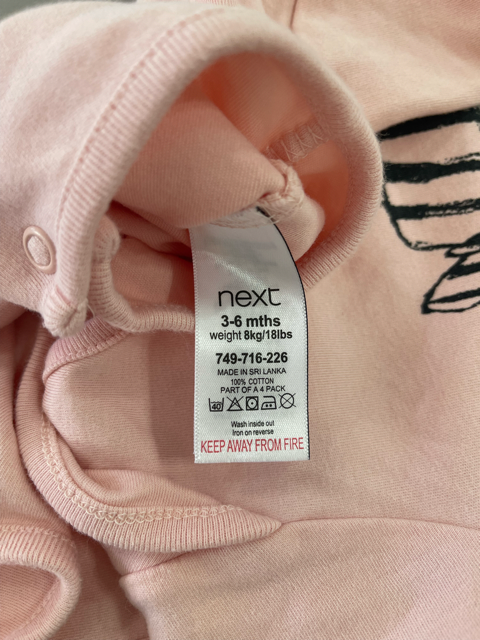 next
3-6 mths
weight 8kg/18lbs
749-716-226
MADE IN SRI LANKA
100% COTTON
PART OF A 4 PACK
40
Wash inside out
Iron on reverse
KEEP AWAY FROM FIRE